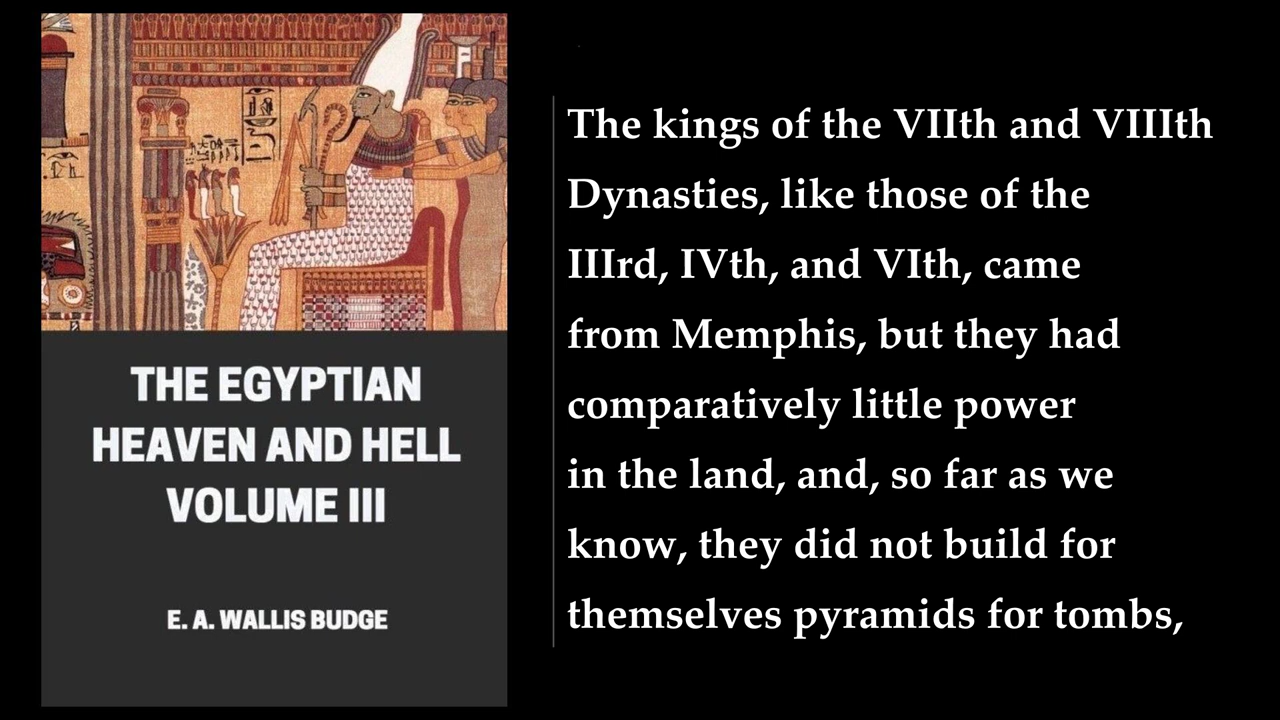 THE EGYPTIAN
HEAVEN AND HELL
VOLUME III
E. A. WALLIS BUDGE
The kings of the VIIth and VIIIth
Dynasties, like those of the
IIIrd, IVth, and VIth, came
from Memphis, but they had
comparatively little power
in the land, and, so far as we
know, they did not build for
themselves pyramids for tombs,